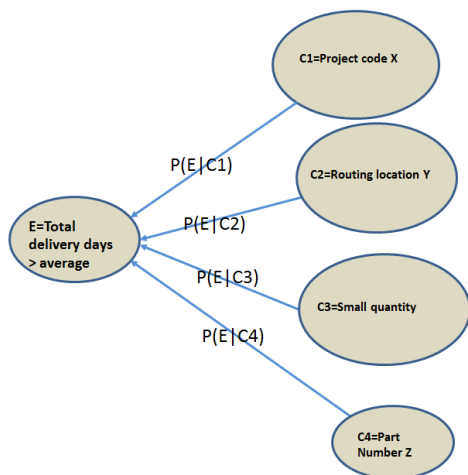 C1=Project code X
P(E|C1)
C2=Routing location Y
P(E|C2)
E=Total
delivery days
> average
P(E|C3)
C3=Small quantity
P(E|C4)
C4=Part
Number Z